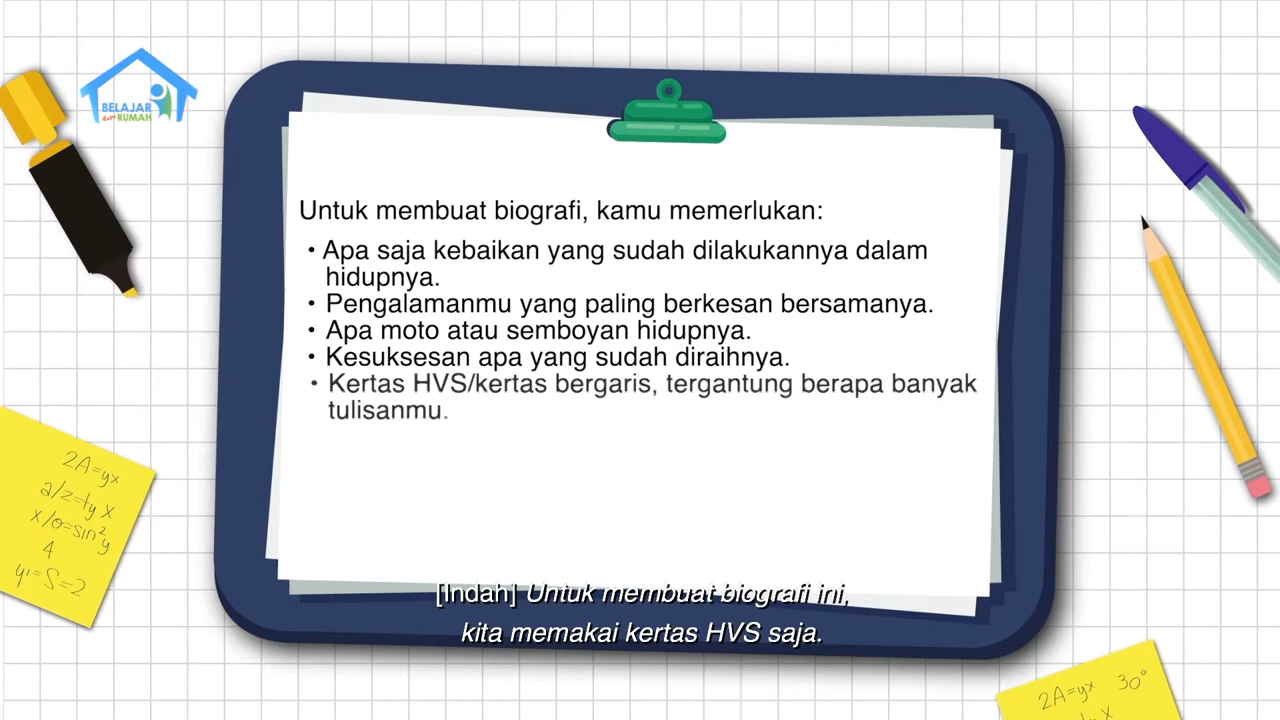 BELAJAR
dari RUMAH
Untuk membuat biografi, kamu memerlukan:
• Apa saja kebaikan yang sudah dilakukannya dalam
hidupnya.
• Pengalamanmu yang paling berkesan bersamanya.
• Apa moto atau semboyan hidupnya.
• Kesuksesan apa yang sudah diraihnya.
• Kertas HVS/kertas bergaris, tergantung berapa banyak
tulisanmu.
2A=yx
a/z=ty x
x/o=sin²y
4
y1=S=2
[Indah] Untuk membuat biografi ini,
kita memakai kertas HVS saja.
2A=yx 30°